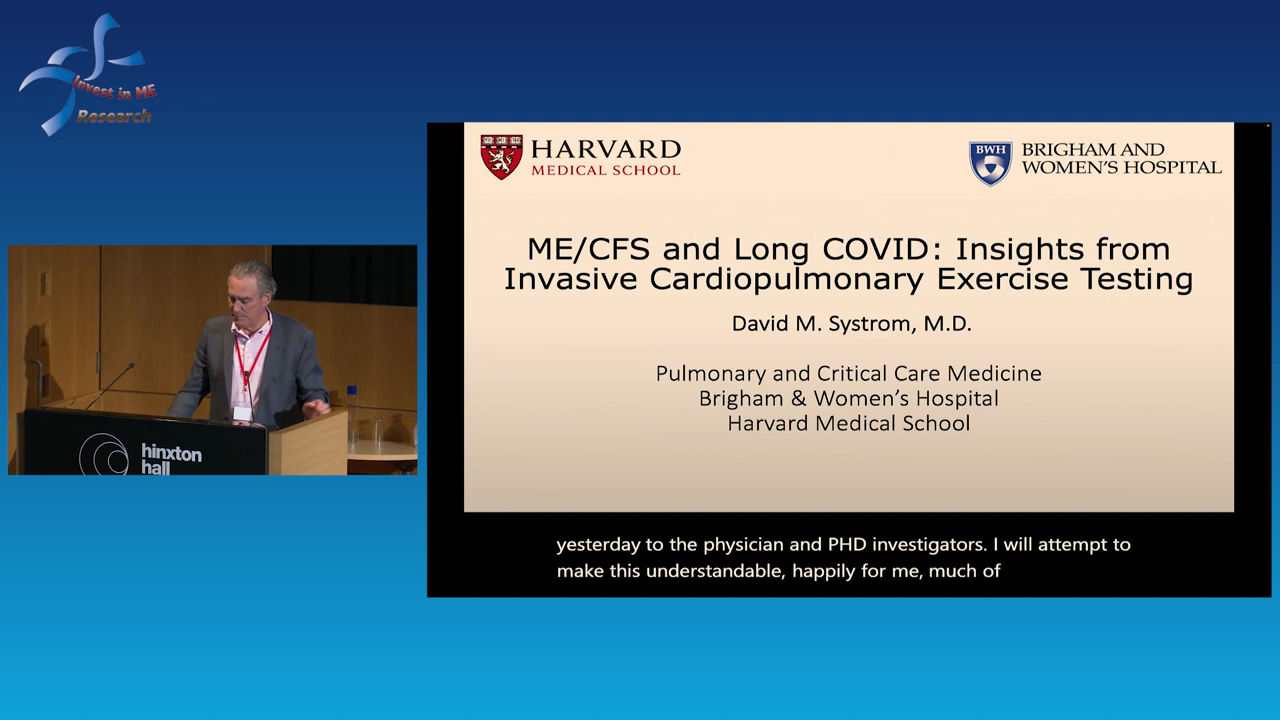 Invest in ME
Research
HARVARD
MEDICAL SCHOOL
BWH
BRIGHAM AND
WOMEN'S HOSPITAL
ME/CFS and Long COVID: Insights from
Invasive Cardiopulmonary Exercise Testing
David M. Systrom, M.D.
Pulmonary and Critical Care Medicine
Brigham & Women's Hospital
Harvard Medical School
hinxton
hall
yesterday to the physician and PHD investigators. I will attempt to
make this understandable, happily for me, much of